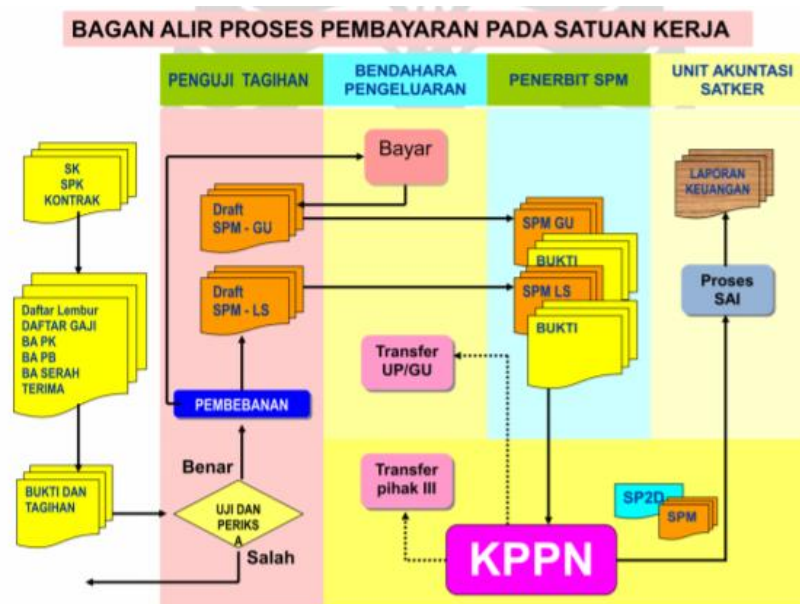 BAGAN ALIR PROSES PEMBAYARAN PADA SATUAN KERJA
PENGUJI TAGIHAN
BENDAHARA
PENGELUARAN
PENERBIT SPM
UNIT AKUNTASI
SATKER
SK
SPK
KONTRAK
Bayar
Draft
SPM - GU
SPM GU
BUKTI
LAPORAN
KEUANGAN
Daftar Lembur
DAFTAR GAJI
BA PK
BA PB
BA SERAH
TERIMA
Draft
SPM - LS
SPM LS
BUKTI
Proses
SAI
Transfer
UP/GU
PEMBEBANAN
Benar
BUKTI DAN
TAGIHAN
UJI DAN
PERIKS
A
Salah
Transfer
pihak III
KPPN
SP2D
SPM